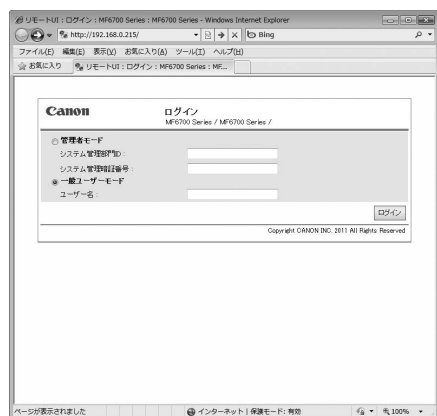 リモートUI:ログイン:MF6700 Series : MF6700 Series - Windows Internet Explorer
http://192.168.0.215/
Bing
ファイル(F) 編集(E) 表示(V) お気に入り(A) ツール(T) ヘルプ(H)
お気に入り リモートUI:ログイン:MF6700 Series : MF...
Canon
ログイン
MF6700 Series / MF6700 Series /
管理者モード
システム管理部門ID:
システム管理暗証番号:
一般ユーザーモード
ユーザー名:
ログイン
Copyright CANON INC. 2011 All Rights Reserved
ページが表示されました インターネット | 保護モード: 有効 100%